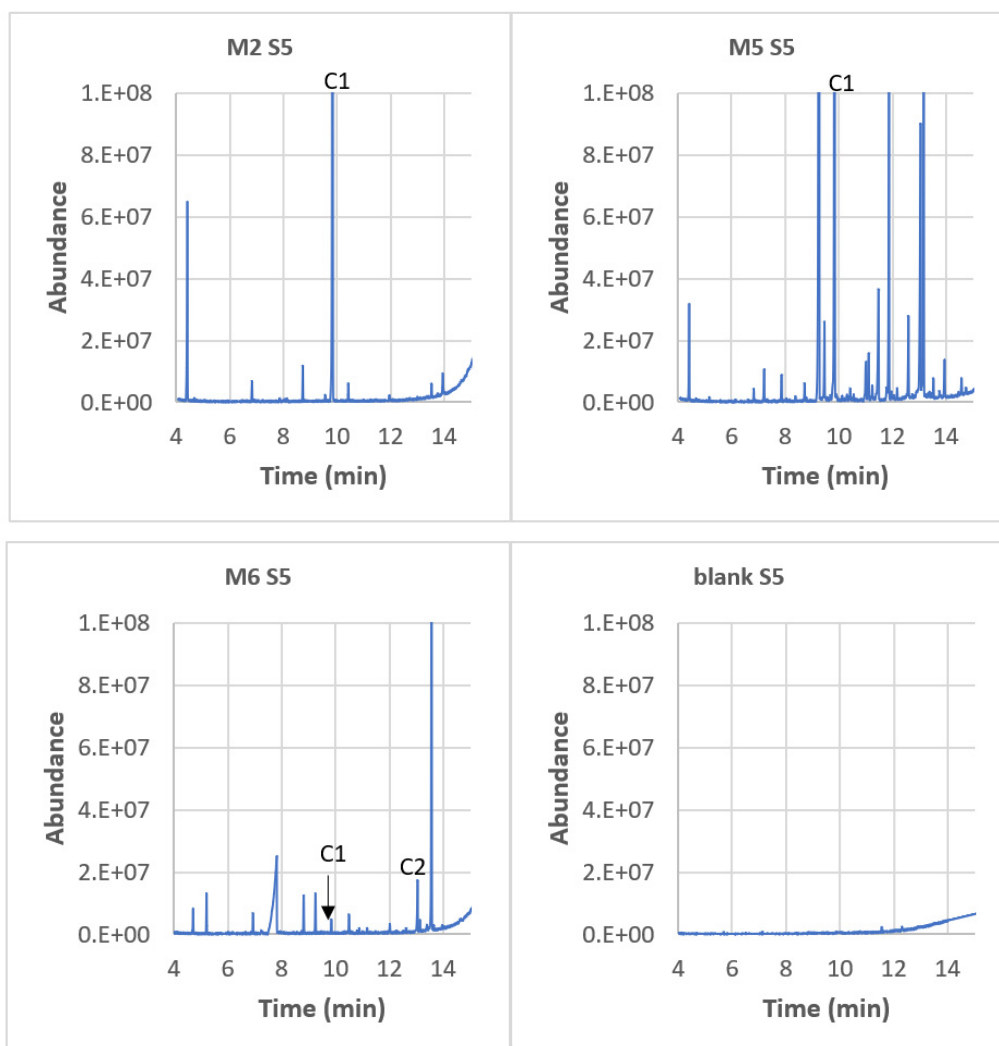 M2 S5
C1
1.E+08
8.E+07
6.E+07
4.E+07
2.E+07
0.E+00
Abundance
4 6 8 10 12 14
Time (min)
M5 S5
C1
1.E+08
8.E+07
6.E+07
4.E+07
2.E+07
0.E+00
Abundance
4 6 8 10 12 14
Time (min)
M6 S5
1.E+08
8.E+07
6.E+07
4.E+07
2.E+07
0.E+00
Abundance
C1
C2
4 6 8 10 12 14
Time (min)
blank S5
1.E+08
8.E+07
6.E+07
4.E+07
2.E+07
0.E+00
Abundance
4 6 8 10 12 14
Time (min)